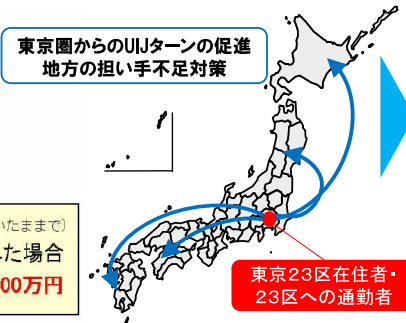 東京圏からのUIJターンの促進
地方の担い手不足対策
いたままで)
た場合
00万円
東京23区在住者・
23区への通勤者